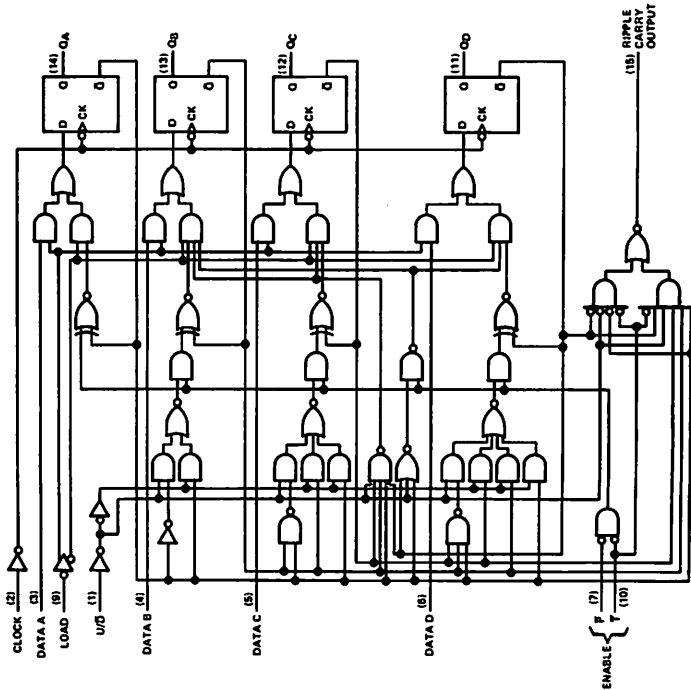 CLOCK (2)
DATA A (3)
LOAD (9)
U/D̅ (1)
DATA B (4)
DATA C (5)
DATA D (6)
ENABLE { P̅ (7)
T̅ (10)
D Q (14) QA
CK Q̅
D Q (13) QB
CK Q̅
D Q (12) QC
CK Q̅
D Q (11) QD
CK Q̅
(15) RIPPLE
CARRY
OUTPUT